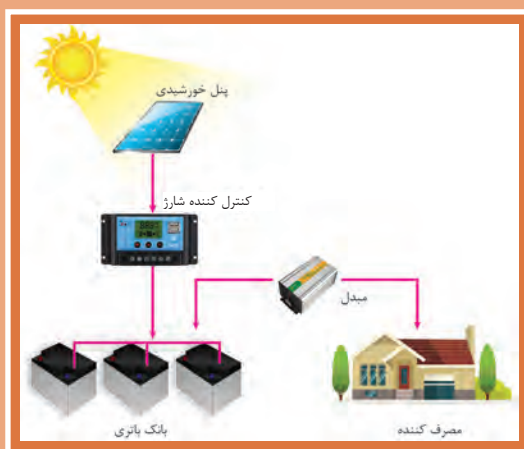 پنل خورشیدی
کنترل کننده شارژ
مبدل
بانک باتری
مصرف کننده